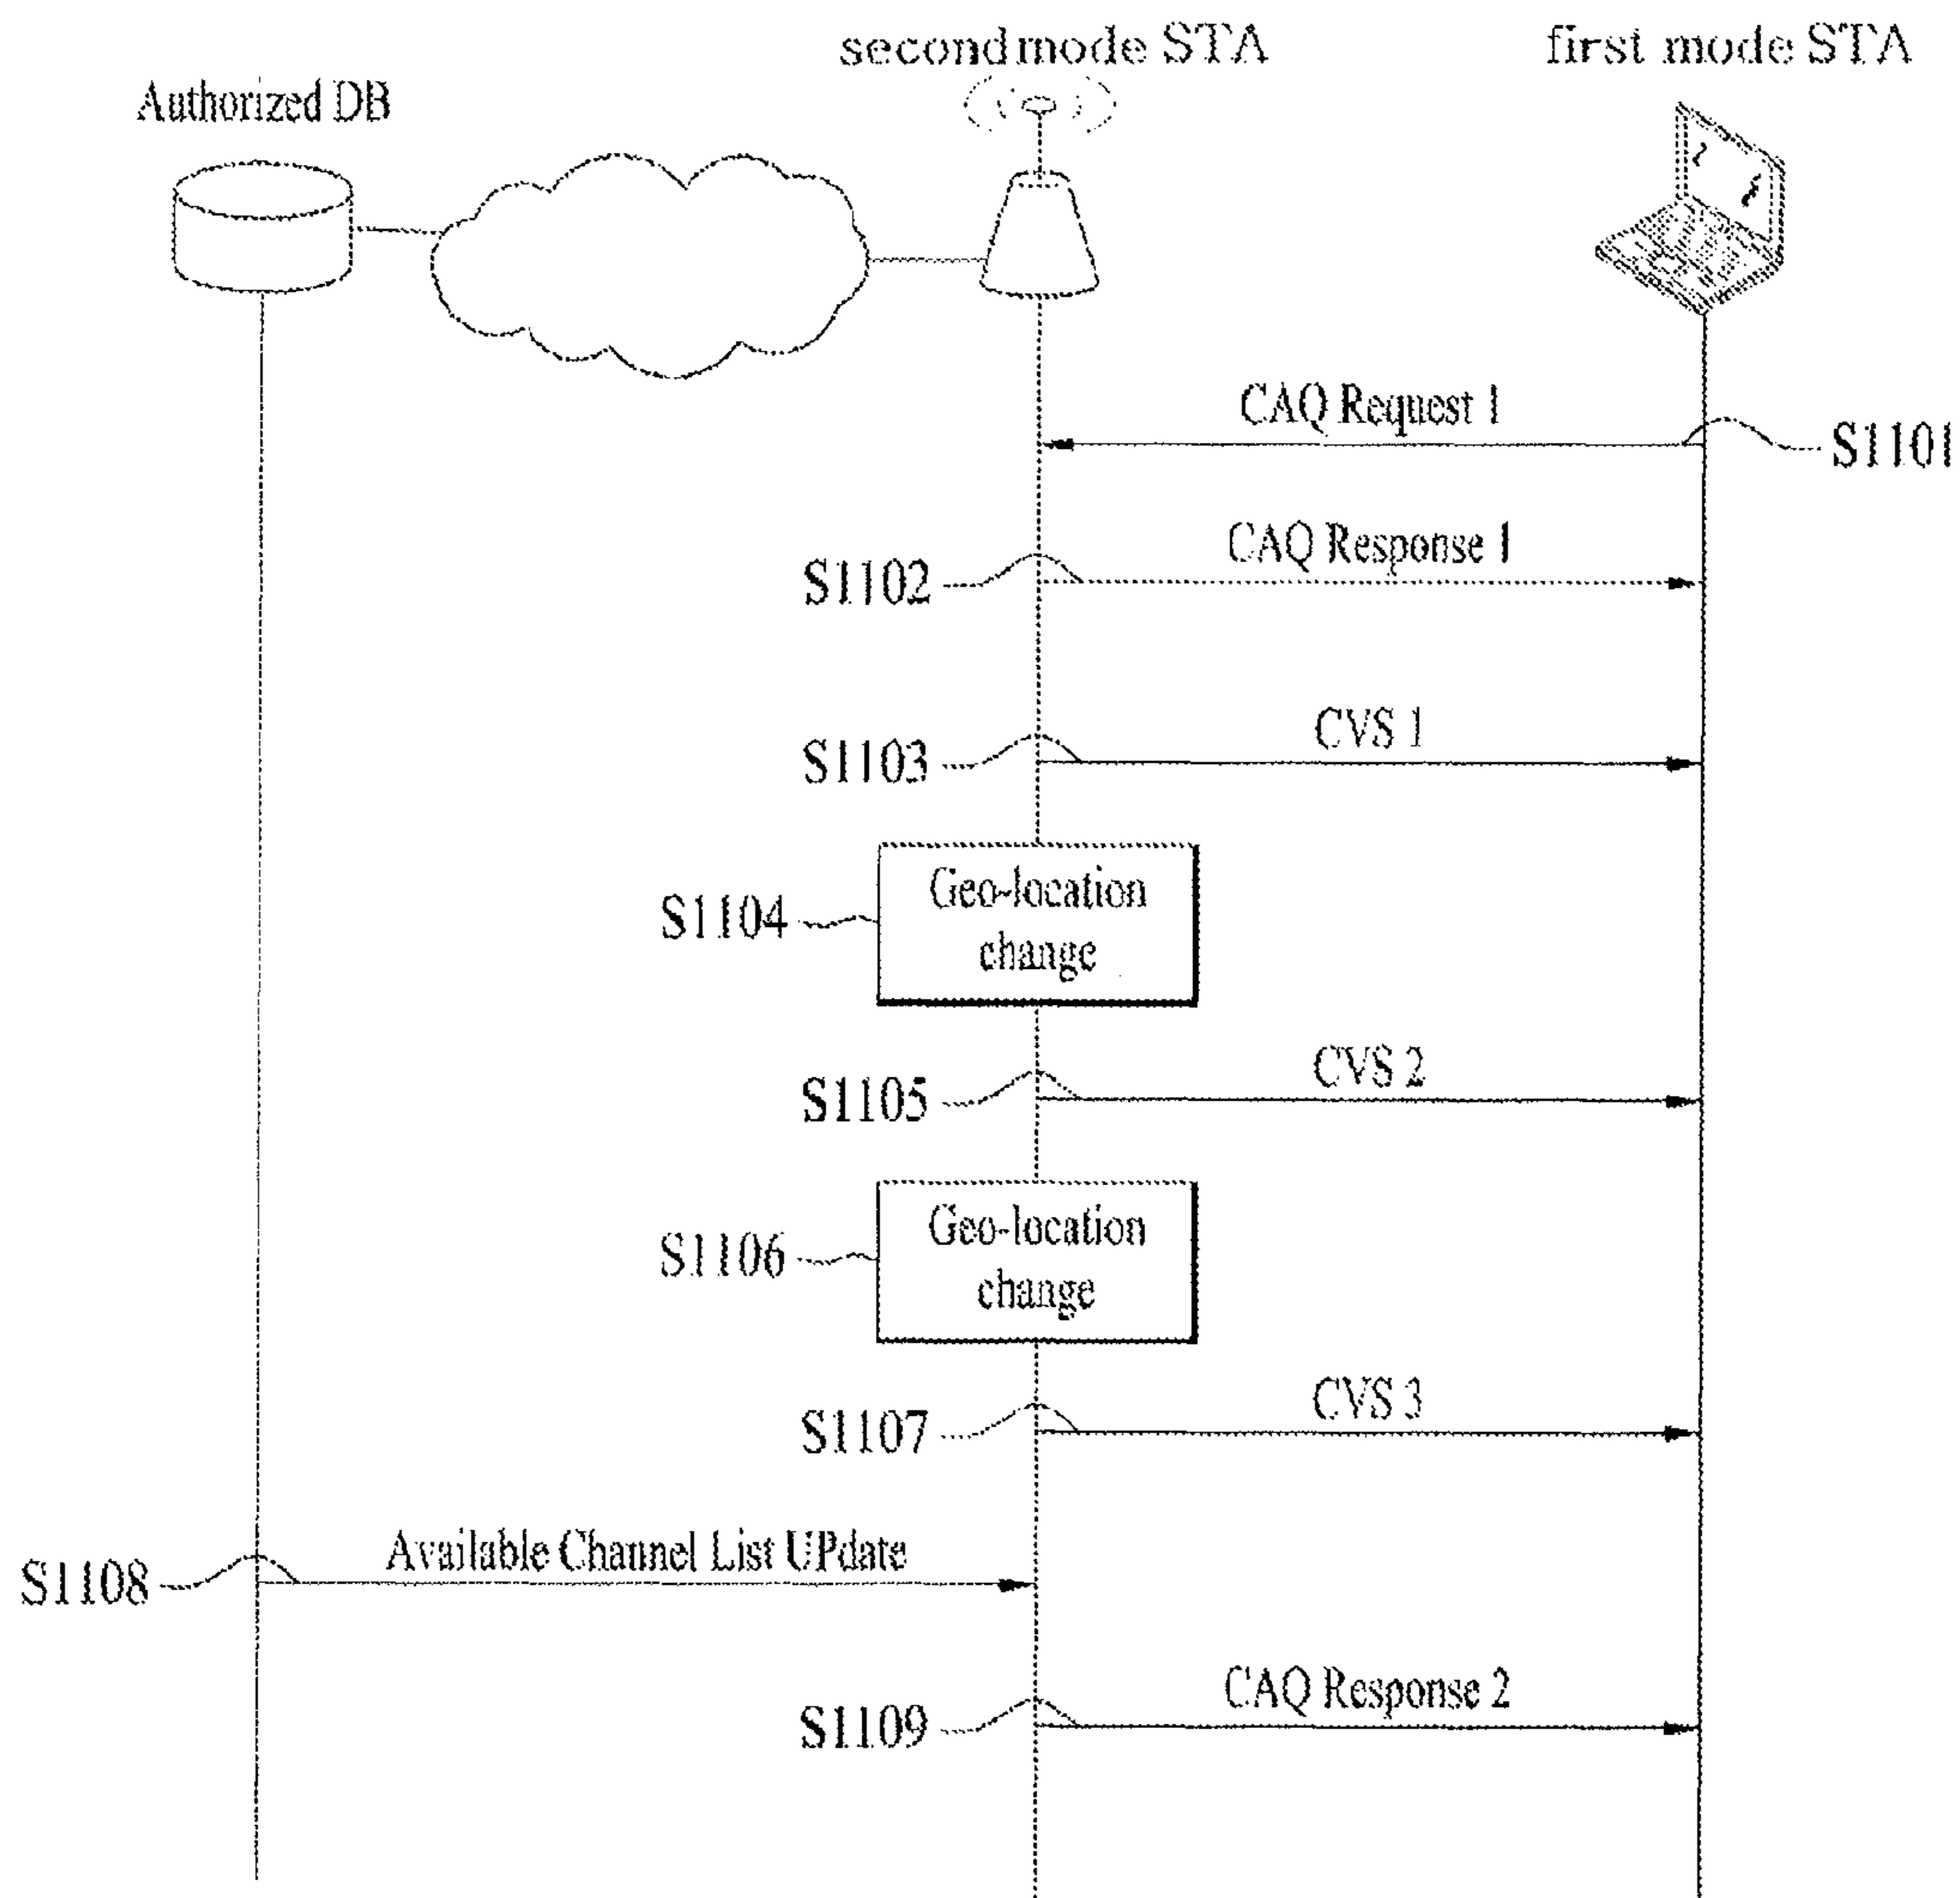 second mode STA
first mode STA
Authorized DB
CAQ Request 1
S1101
CAQ Response 1
S1102
CVS 1
S1103
Geo-location
change
S1104
CVS 2
S1105
Geo-location
change
S1106
CVS 3
S1107
Available Channel List UPdate
S1108
CAQ Response 2
S1109